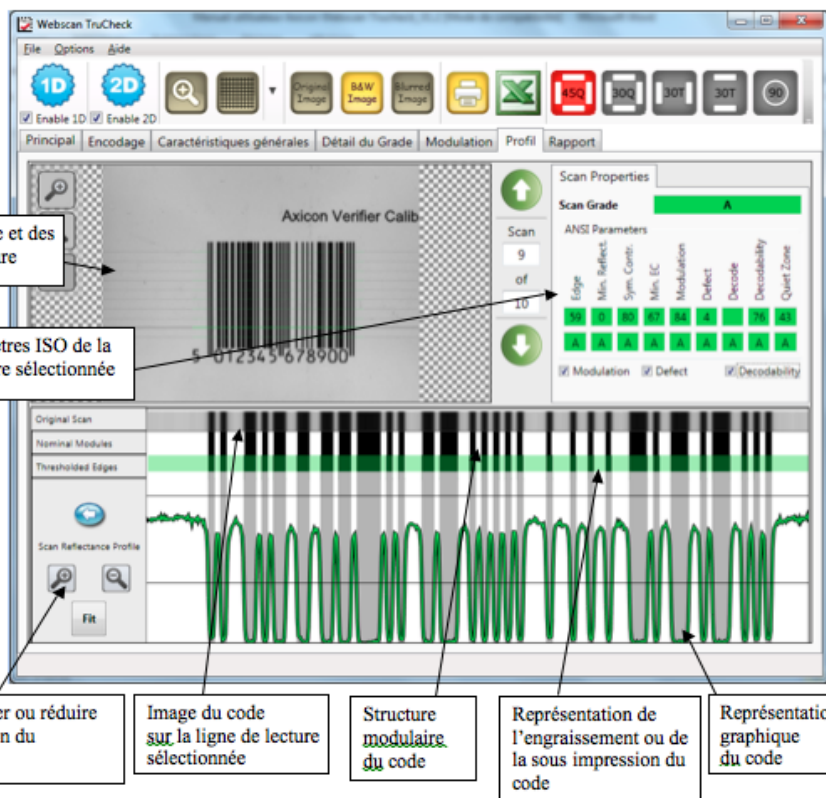 Webscan TruCheck
File Options Aide
1D 2D Original Image B&W Image Blurred Image 45Q 30Q 30T 30T 90
Enable 1D Enable 2D
Principal Encodage Caractéristiques générales Détail du Grade Modulation Profil Rapport
Axicon Verifier Calib
5 012345 678900
Scan
9
of
10
Scan Properties
Scan Grade A
ANSI Parameters
Edge Min. Reflect. Sym. Contr. Min. EC Modulation Defect Decode Decodability Quiet Zone
59 0 80 67 84 4 76 43
A A A A A A A A A
Modulation Defect Decodability
e et des
re
tres ISO de la
re sélectionnée
Original Scan
Nominal Modules
Thresholded Edges
Scan Reflectance Profile
Fit
er ou réduire
n du
Image du code
sur la ligne de lecture
sélectionnée
Structure
modulaire
du code
Représentation de
l'engraissement ou de
la sous impression du
code
Représentatio
graphique
du code